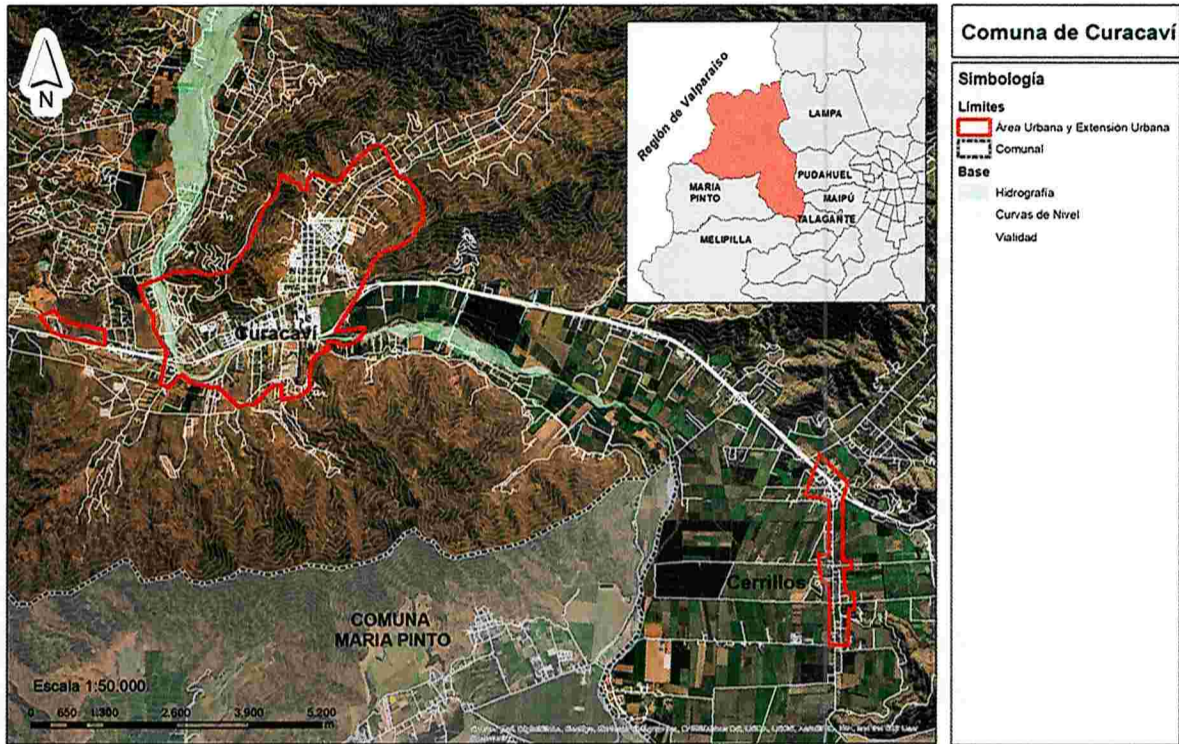 Comuna de Curacaví
Simbología
Límites
Área Urbana y Extensión Urbana
Comunal
Base
Hidrografía
Curvas de Nivel
Vialidad
N
Región de Valparaíso
LAMPA
PUDAHUEL
MARIA
PINTO
MAIPÚ
TALAGANTE
MELIPILLA
Curacaví
Cerrillos
COMUNA
MARIA PINTO
Escala 1:50.000
0 650 1.300 2.600 3.900 5.200
m